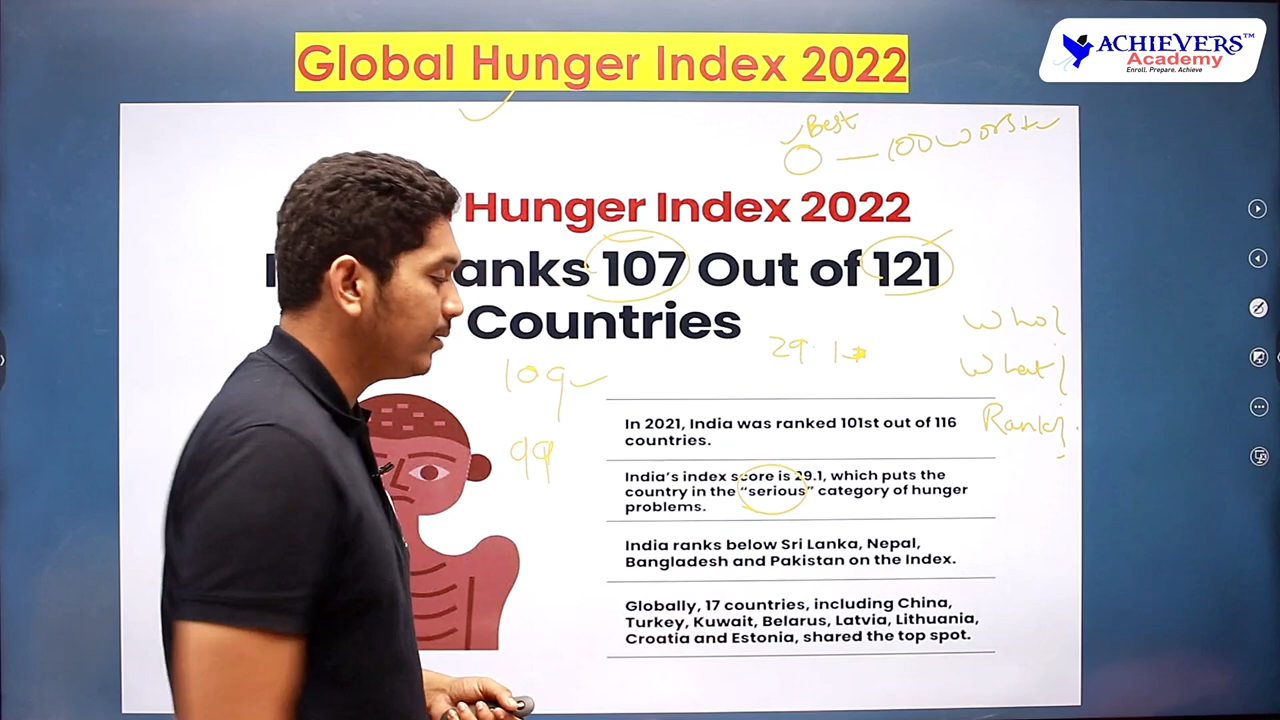 Global Hunger Index 2022
ACHIEVERS™
Academy
Enroll. Prepare. Achieve
Best
0 — 100 worst
Hunger Index 2022
anks 107 Out of 121
Countries
Who?
29.1
What?
109
Rank?
99
In 2021, India was ranked 101st out of 116
countries.
India's index score is 29.1, which puts the
country in the "serious" category of hunger
problems.
India ranks below Sri Lanka, Nepal,
Bangladesh and Pakistan on the Index.
Globally, 17 countries, including China,
Turkey, Kuwait, Belarus, Latvia, Lithuania,
Croatia and Estonia, shared the top spot.